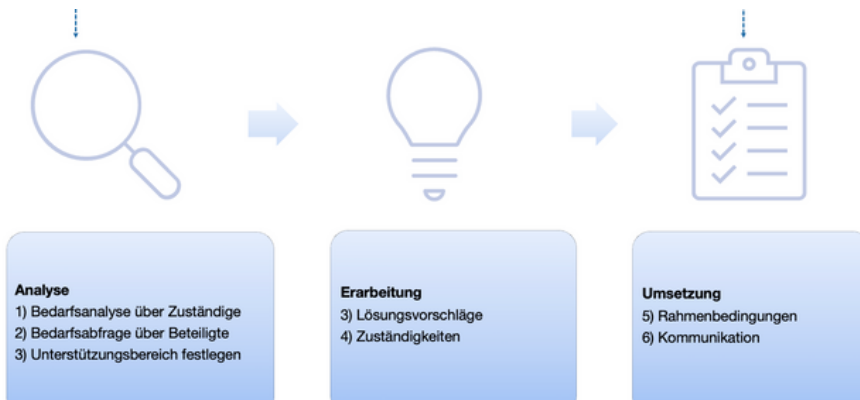 Analyse
1) Bedarfsanalyse über Zuständige
2) Bedarfsabfrage über Beteiligte
3) Unterstützungsbereich festlegen
Erarbeitung
3) Lösungsvorschläge
4) Zuständigkeiten
Umsetzung
5) Rahmenbedingungen
6) Kommunikation